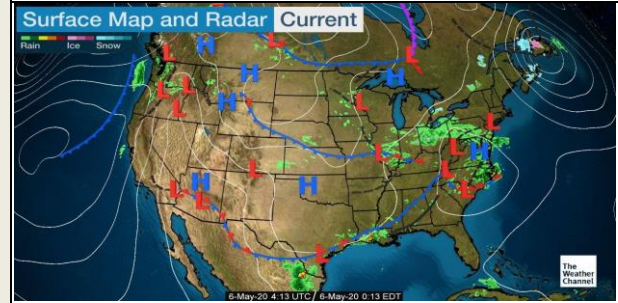 Surface Map and Radar Current
Rain Ice Snow
L
H
L
L
H
H
L
L
H
L
L
L
L
H
L
L
L
H
L
L
H
L
H
L
L
L
L
The
Weather
Channel
6-May-20 4:13 UTC / 6-May-20 0:13 EDT